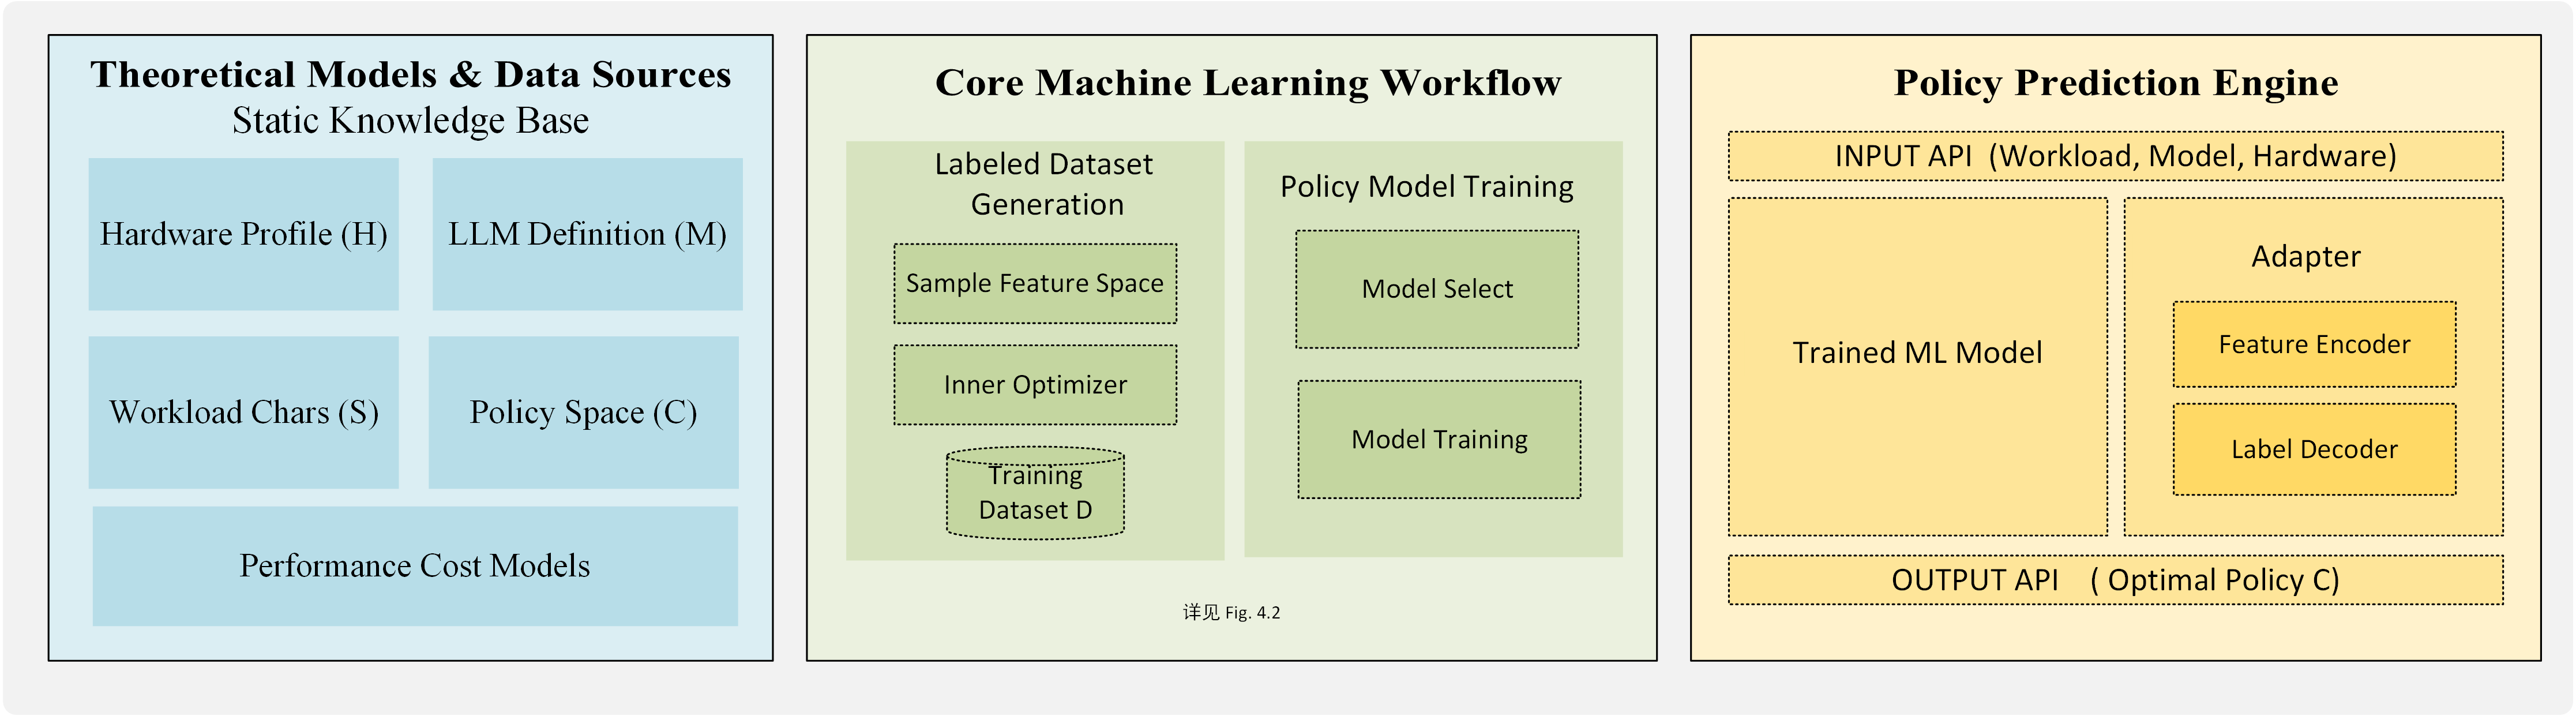 Theoretical Models & Data Sources
Static Knowledge Base
Hardware Profile (H)
LLM Definition (M)
Workload Chars (S)
Policy Space (C)
Performance Cost Models
Core Machine Learning Workflow
Labeled Dataset
Generation
Sample Feature Space
Inner Optimizer
Training
Dataset D
Policy Model Training
Model Select
Model Training
详见 Fig. 4.2
Policy Prediction Engine
INPUT API (Workload, Model, Hardware)
Trained ML Model
Adapter
Feature Encoder
Label Decoder
OUTPUT API ( Optimal Policy C)